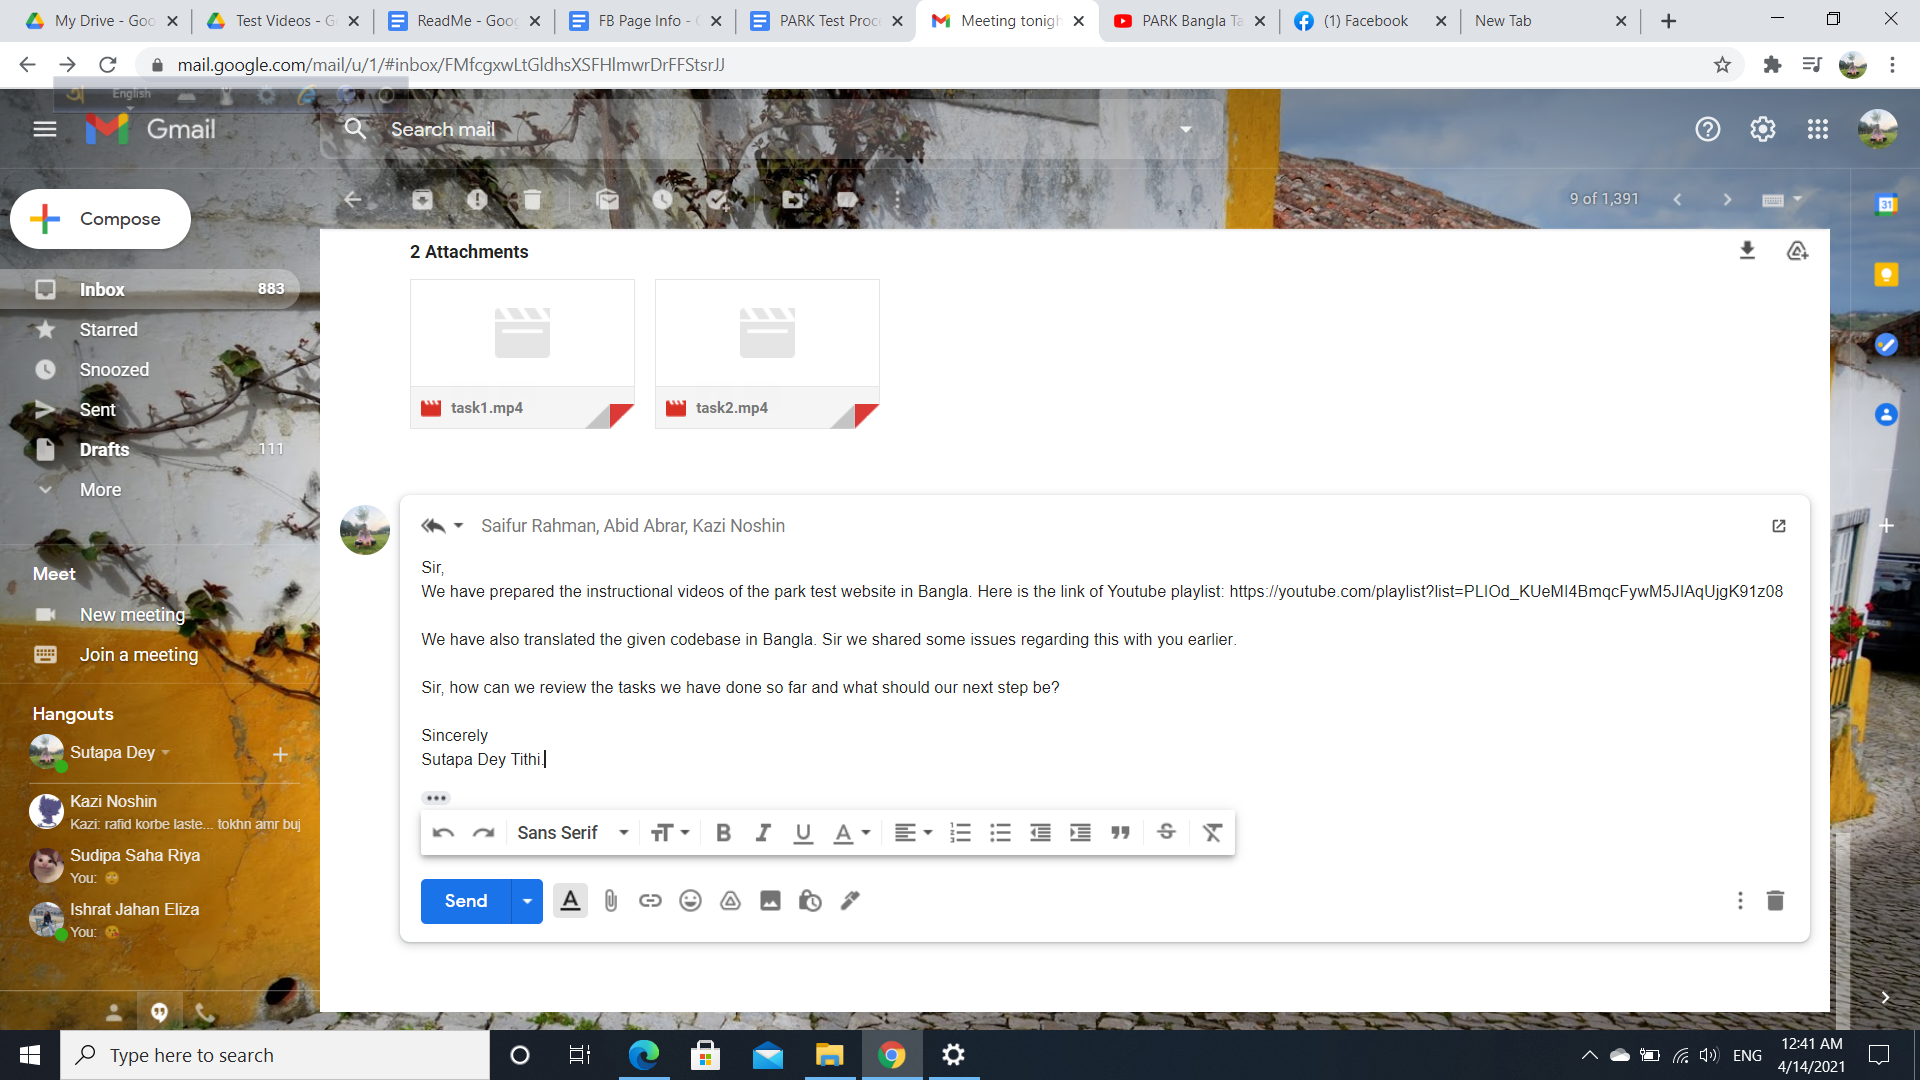 My Drive - Goo
Test Videos - G
ReadMe - Goog
FB Page Info -
PARK Test Proc
Meeting tonigh
PARK Bangla Ta
(1) Facebook
New Tab
mail.google.com/mail/u/1/#inbox/FMfcgxwLtGldhsXSFHlmwrDrFFStsrJJ
English
Gmail
Search mail
Compose
9 of 1,391
31
Inbox 883
Starred
Snoozed
Sent
Drafts 111
More
Meet
New meeting
Join a meeting
Hangouts
Sutapa Dey
Kazi Noshin
Kazi: rafid korbe laste... tokhn amr buj
Sudipa Saha Riya
You:
Ishrat Jahan Eliza
You:
2 Attachments
task1.mp4
task2.mp4
Saifur Rahman, Abid Abrar, Kazi Noshin
Sir,
We have prepared the instructional videos of the park test website in Bangla. Here is the link of Youtube playlist: https://youtube.com/playlist?list=PLIOd_KUeMI4BmqcFywM5JIAqUjgK91z08
We have also translated the given codebase in Bangla. Sir we shared some issues regarding this with you earlier.
Sir, how can we review the tasks we have done so far and what should our next step be?
Sincerely
Sutapa Dey Tithi.
Sans Serif
Send
Type here to search
ENG
12:41 AM
4/14/2021